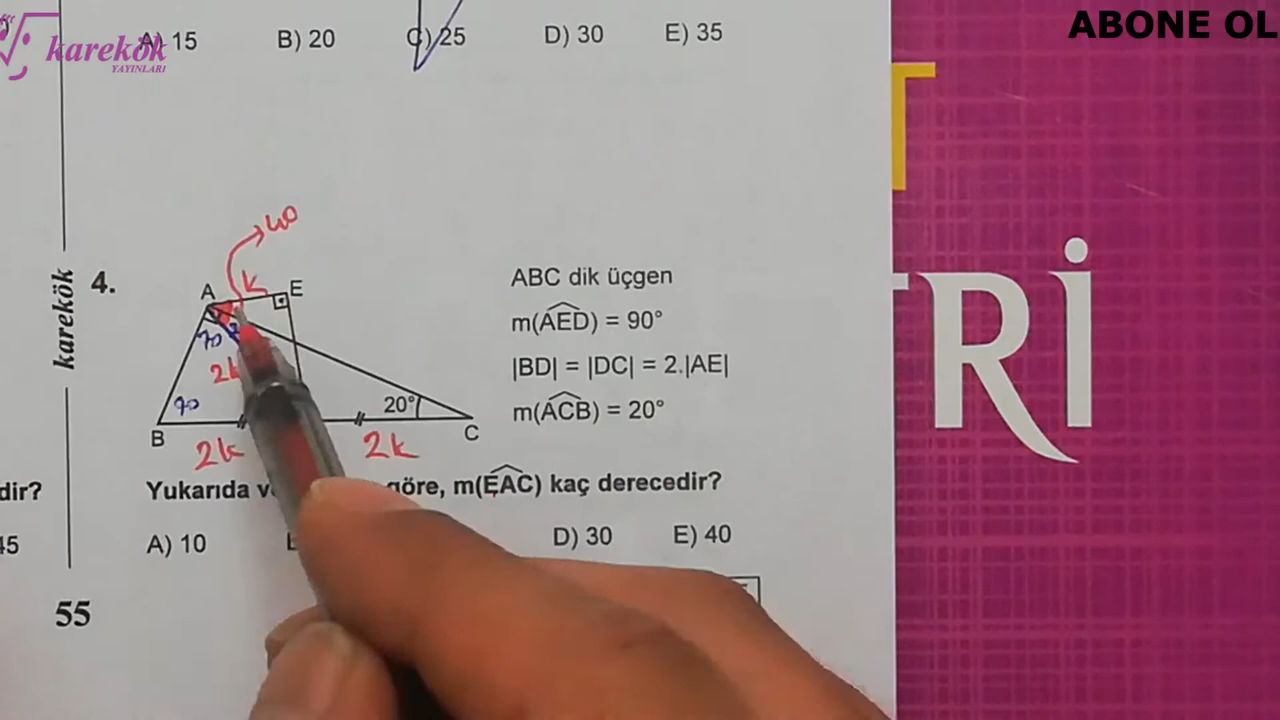 ABONE OL
karekök
YAYINLARI
A) 15 B) 20 C) 25 D) 30 E) 35
TRİ
karekök
4.
40
A k E
70
2k
70
20°
B C
2k 2k
ABC dik üçgen
m(AED) = 90°
|BD| = |DC| = 2.|AE|
m(ACB) = 20°
dir?
Yukarıda göre, m(EAC) kaç derecedir?
45
A) 10 D) 30 E) 40
55